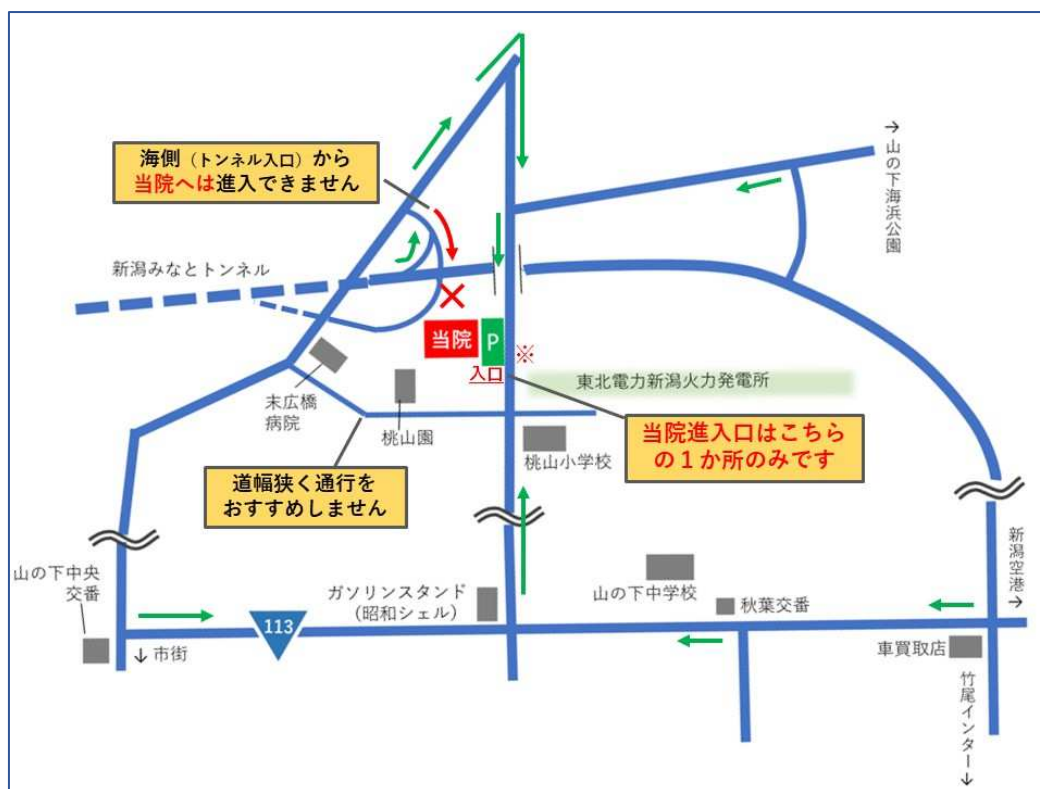 海側（トンネル入口）から
当院へは進入できません
→山の下海浜公園
新潟みなとトンネル
当院
P
※
入口
東北電力新潟火力発電所
末広橋
病院
桃山園
当院進入口はこちら
の１か所のみです
桃山小学校
道幅狭く通行を
おすすめしません
新潟空港→
山の下中央
交番
ガソリンスタンド
（昭和シェル）
山の下中学校
秋葉交番
113
↓市街
車買取店
竹尾インター→